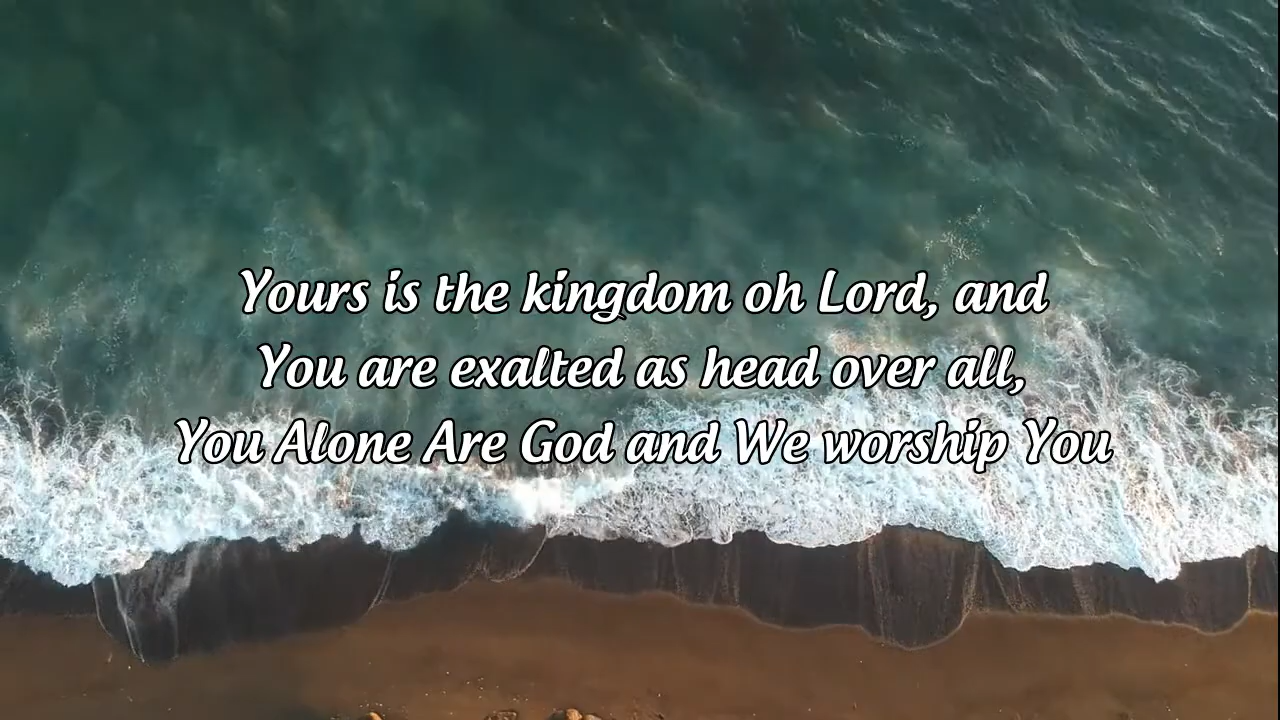 Yours is the kingdom oh Lord, and
You are exalted as head over all,
You Alone Are God and We worship You